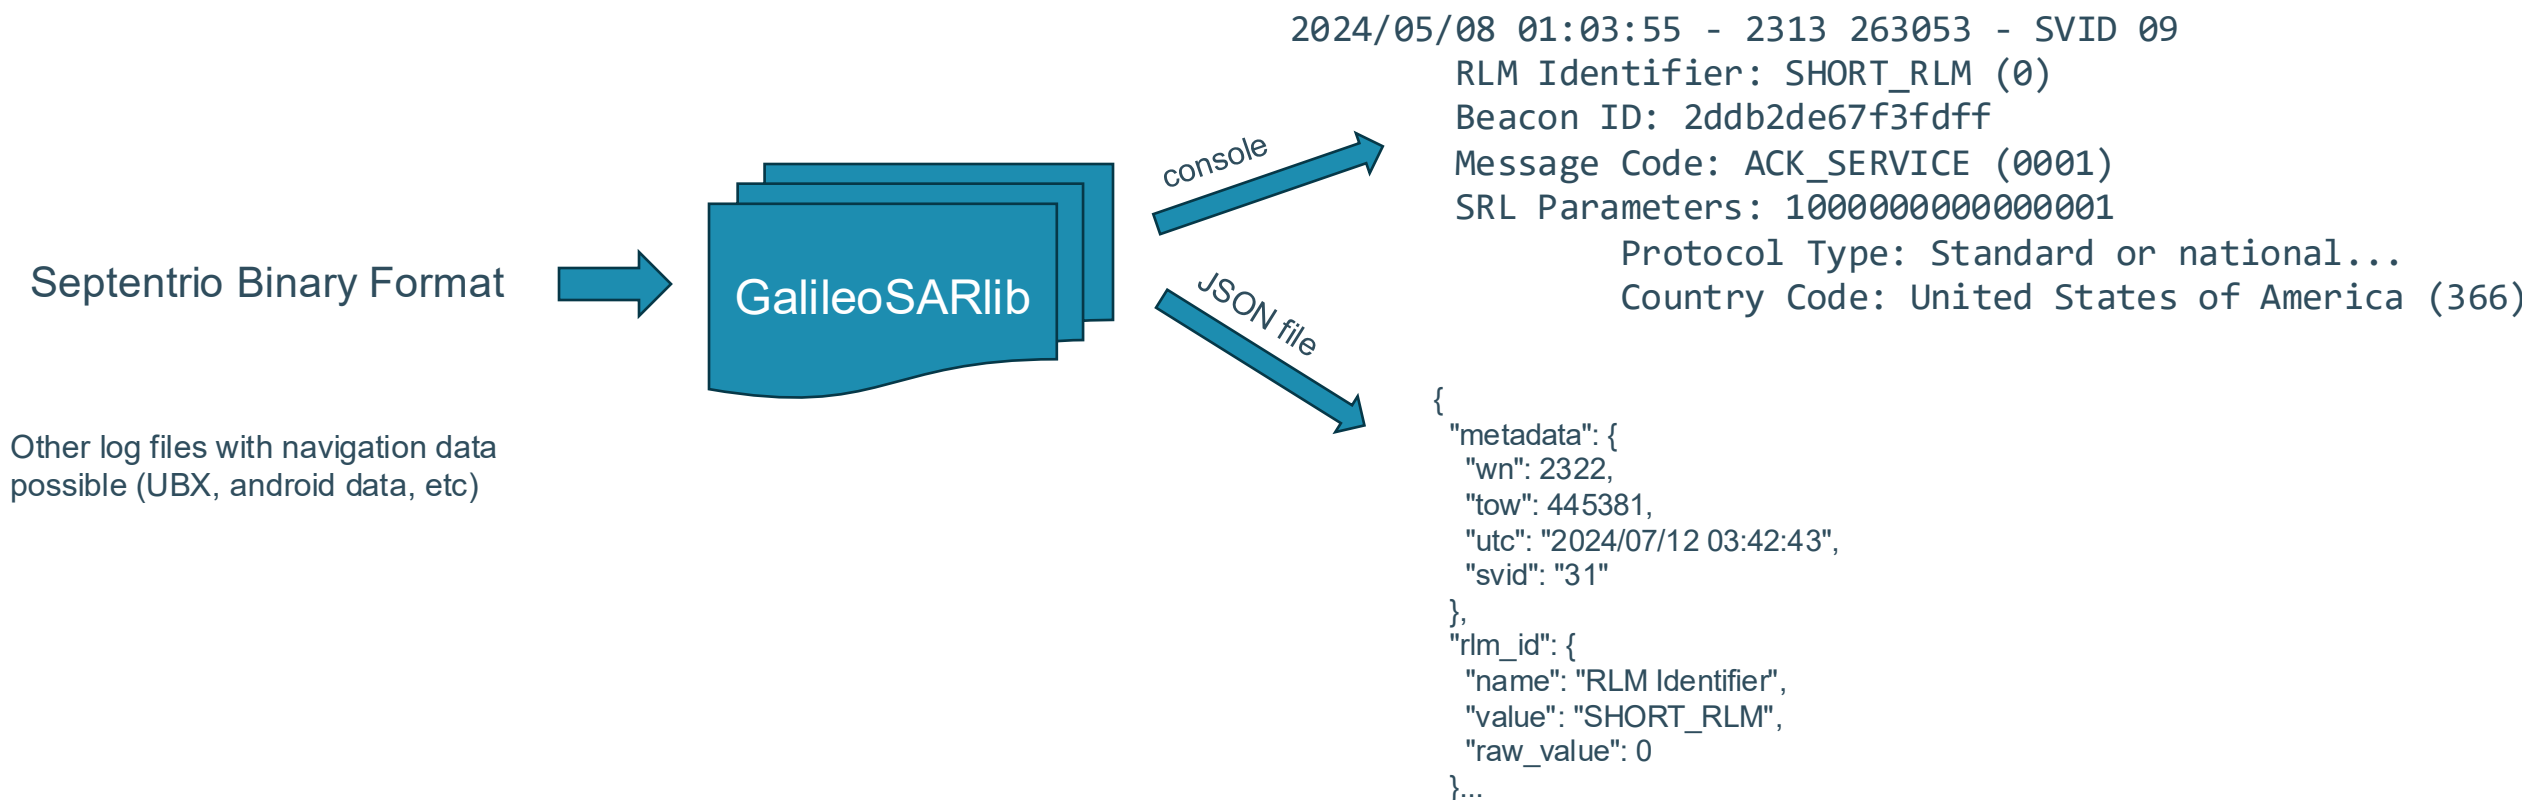 Septentrio Binary Format
Other log files with navigation data
possible (UBX, android data, etc)
GalileoSARlib
console
JSON file
2024/05/08 01:03:55 - 2313 263053 - SVID 09
RLM Identifier: SHORT_RLM (0)
Beacon ID: 2ddb2de67f3fdff
Message Code: ACK_SERVICE (0001)
SRL Parameters: 1000000000000001
Protocol Type: Standard or national...
Country Code: United States of America (366)
{
"metadata": {
"wn": 2322,
"tow": 445381,
"utc": "2024/07/12 03:42:43",
"svid": "31"
},
"rlm_id": {
"name": "RLM Identifier",
"value": "SHORT_RLM",
"raw_value": 0
}...